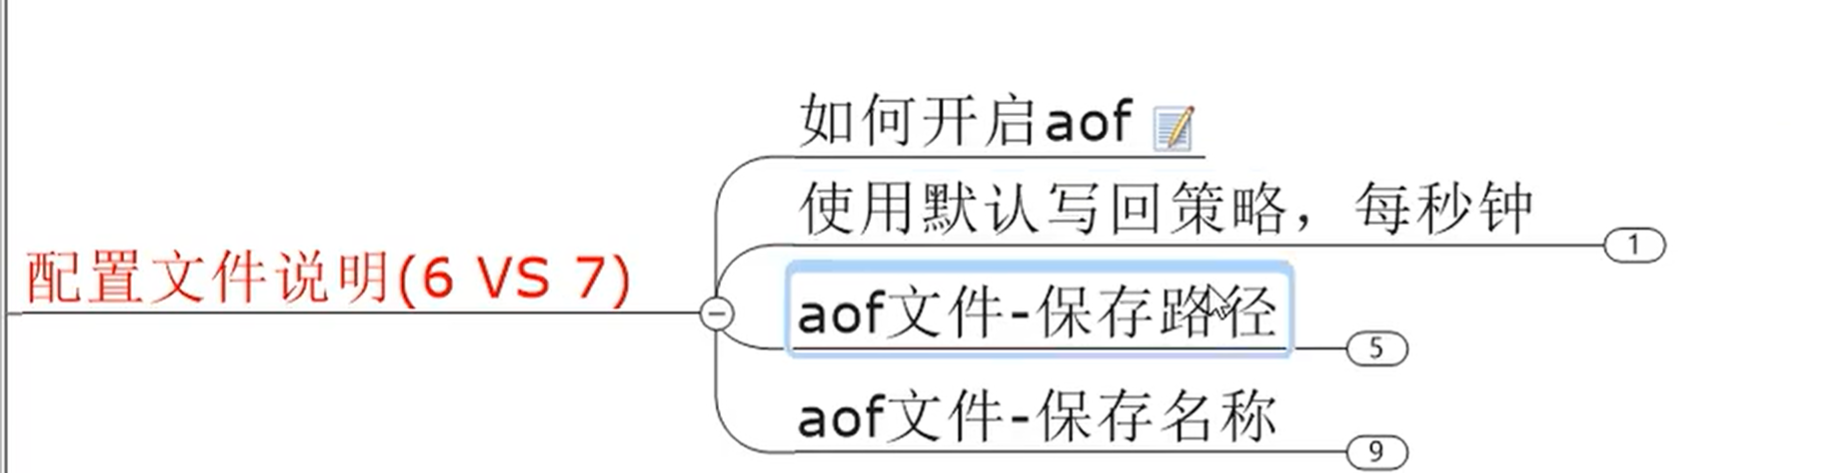 如何开启aof
使用默认写回策略，每秒钟
1
配置文件说明(6 VS 7)
aof文件-保存路径
5
aof文件-保存名称
9